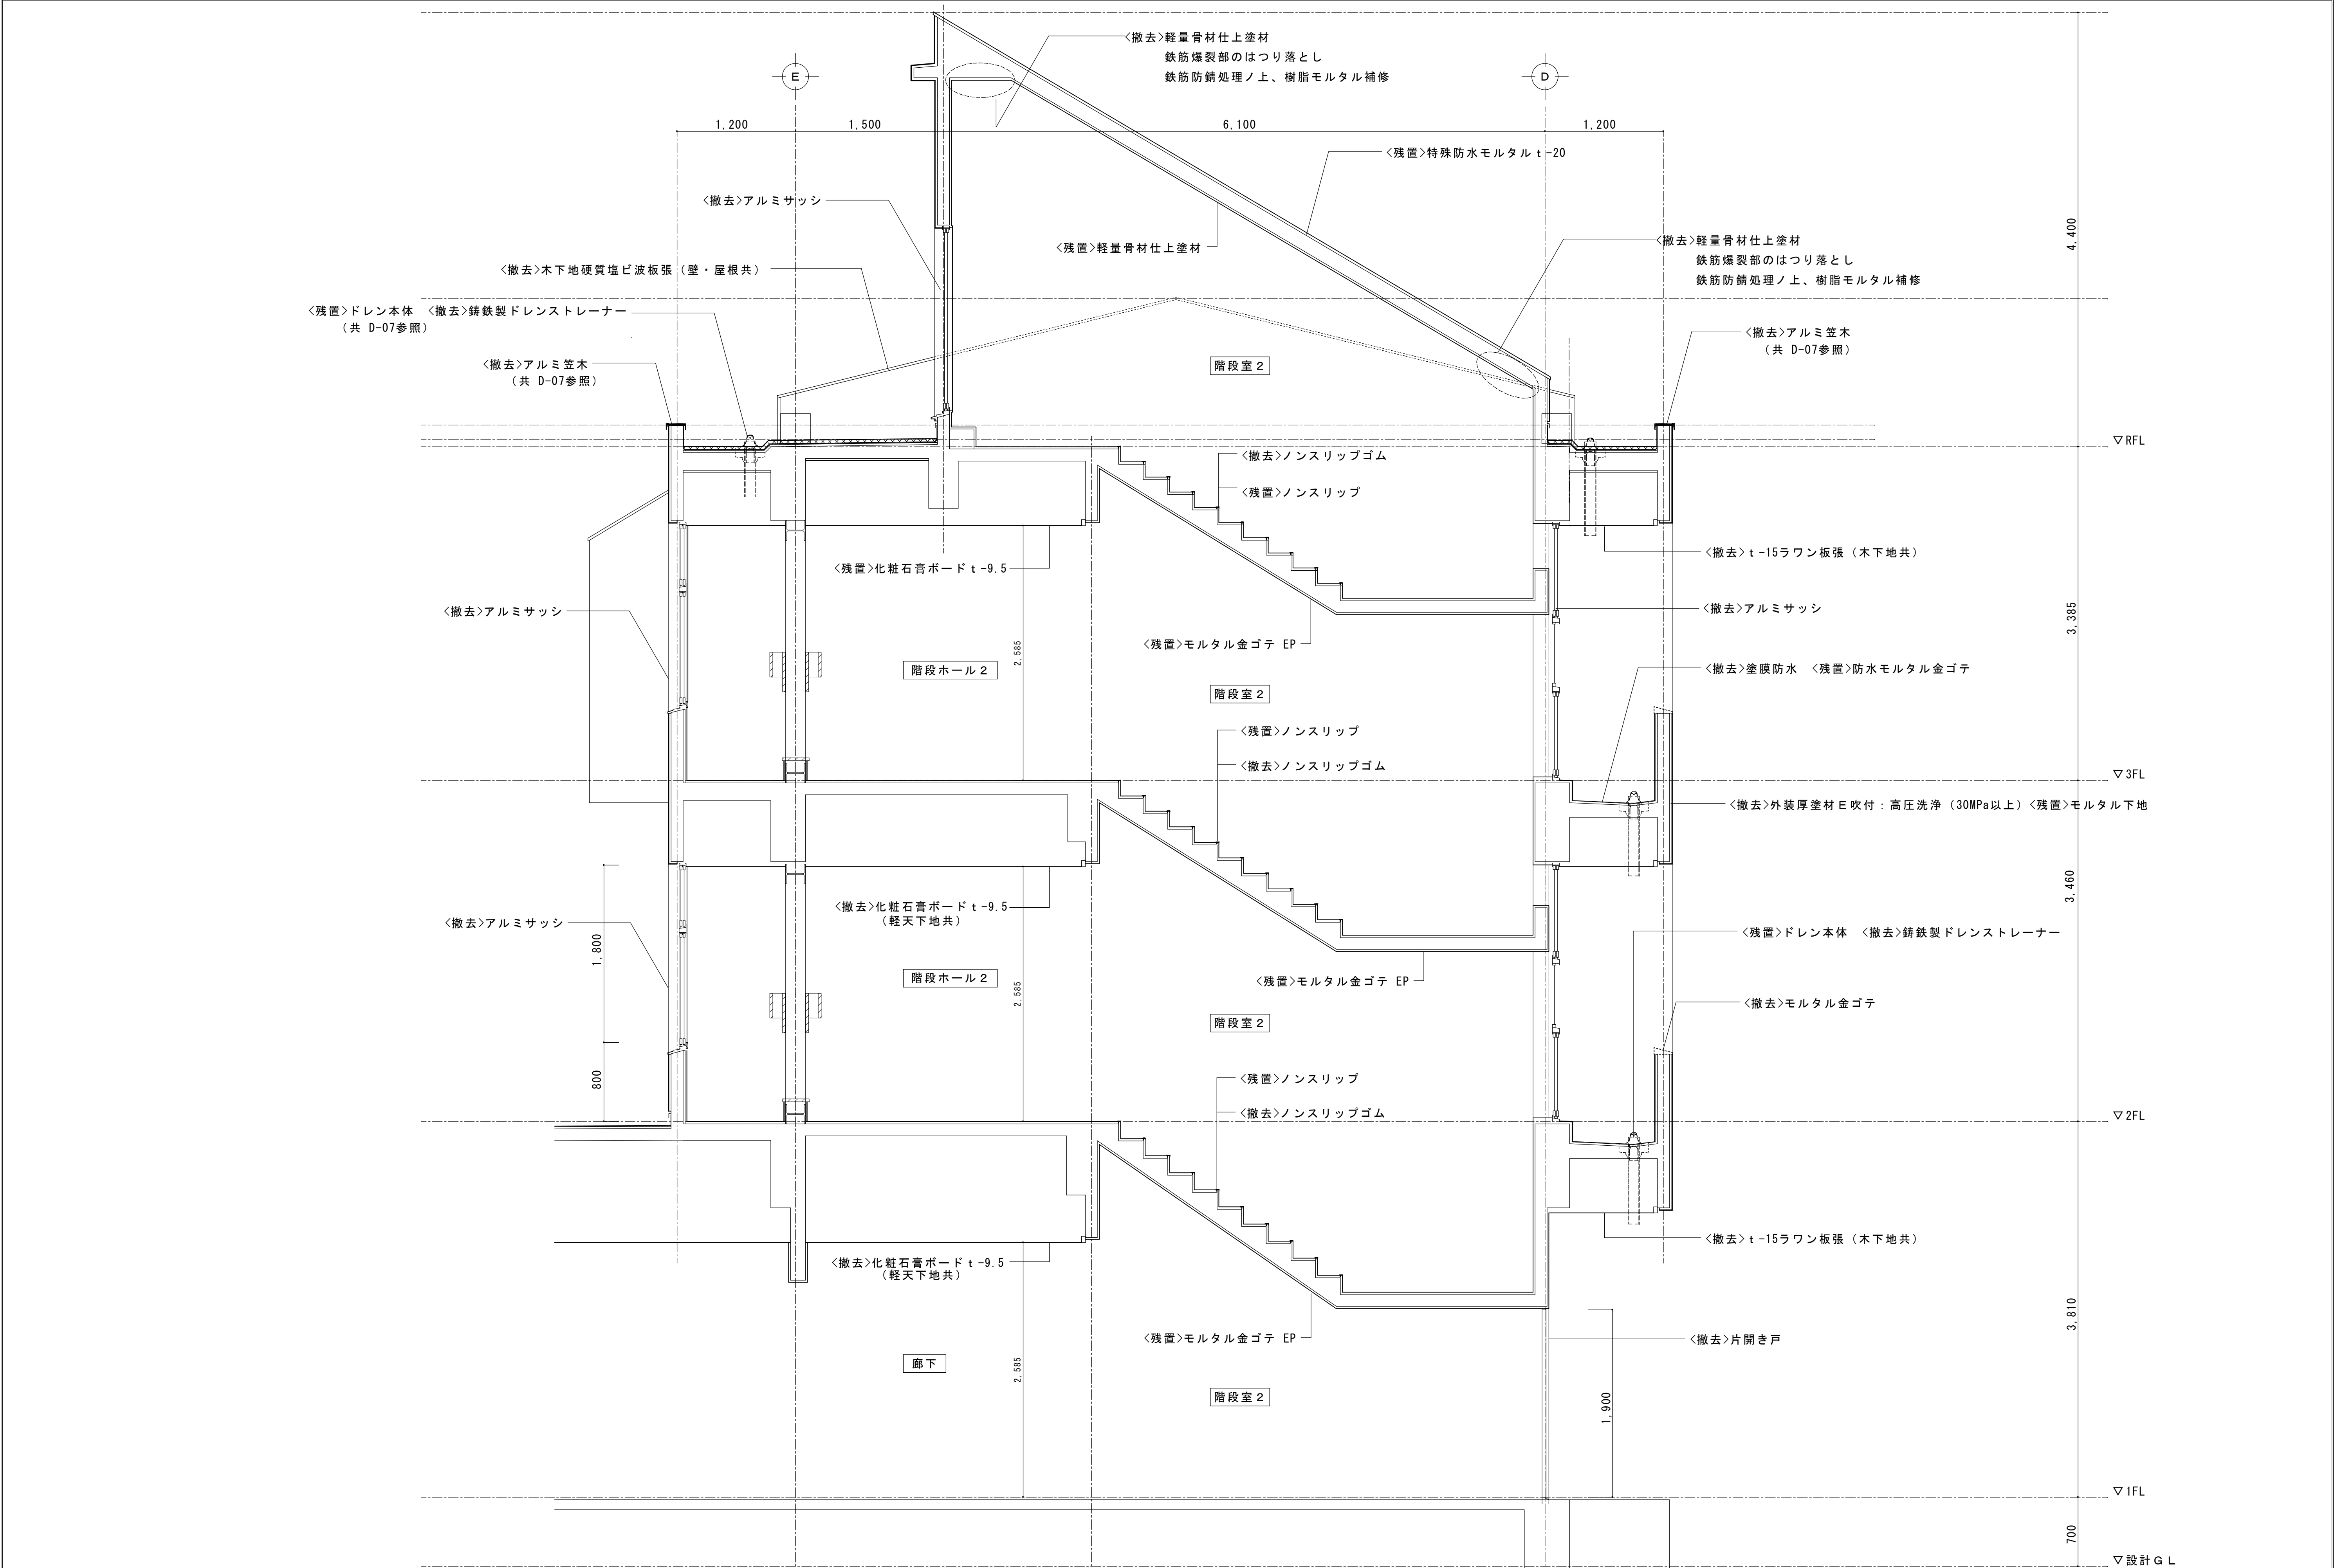 <撤去>軽量骨材仕上塗材
鉄筋爆裂部のはつり落とし
鉄筋防錆処理ノ上、樹脂モルタル補修
E
D
1,200
1,500
6,100
1,200
<残置>特殊防水モルタルt-20
<撤去>アルミサッシ
<残置>軽量骨材仕上塗材
4,400
<撤去>軽量骨材仕上塗材
鉄筋爆裂部のはつり落とし
鉄筋防錆処理ノ上、樹脂モルタル補修
<撤去>木下地硬質塩ビ波板張(壁・屋根共)
<残置>ドレン本体 <撤去>鋳鉄製ドレンストレーナー
(共 D-07参照)
<撤去>アルミ笠木
(共 D-07参照)
<撤去>アルミ笠木
(共 D-07参照)
階段室2
▽RFL
<撤去>ノンスリップゴム
<残置>ノンスリップ
<撤去>t-15ラワン板張(木下地共)
<残置>化粧石膏ボードt-9.5
<撤去>アルミサッシ
<撤去>アルミサッシ
3,385
2,585
<残置>モルタル金ゴテ EP
階段ホール2
階段室2
<撤去>塗膜防水 <残置>防水モルタル金ゴテ
<残置>ノンスリップ
<撤去>ノンスリップゴム
▽3FL
<撤去>外装厚塗材E吹付:高圧洗浄(30MPa以上)<残置>モルタル下地
3,460
<撤去>化粧石膏ボードt-9.5
(軽天下地共)
<撤去>アルミサッシ
1,800
<残置>ドレン本体 <撤去>鋳鉄製ドレンストレーナー
階段ホール2
2,585
<残置>モルタル金ゴテ EP
<撤去>モルタル金ゴテ
階段室2
800
<残置>ノンスリップ
<撤去>ノンスリップゴム
▽2FL
<撤去>t-15ラワン板張(木下地共)
<撤去>化粧石膏ボードt-9.5
(軽天下地共)
3,810
<残置>モルタル金ゴテ EP
<撤去>片開き戸
廊下
2,585
階段室2
1,900
▽1FL
700
▽設計GL